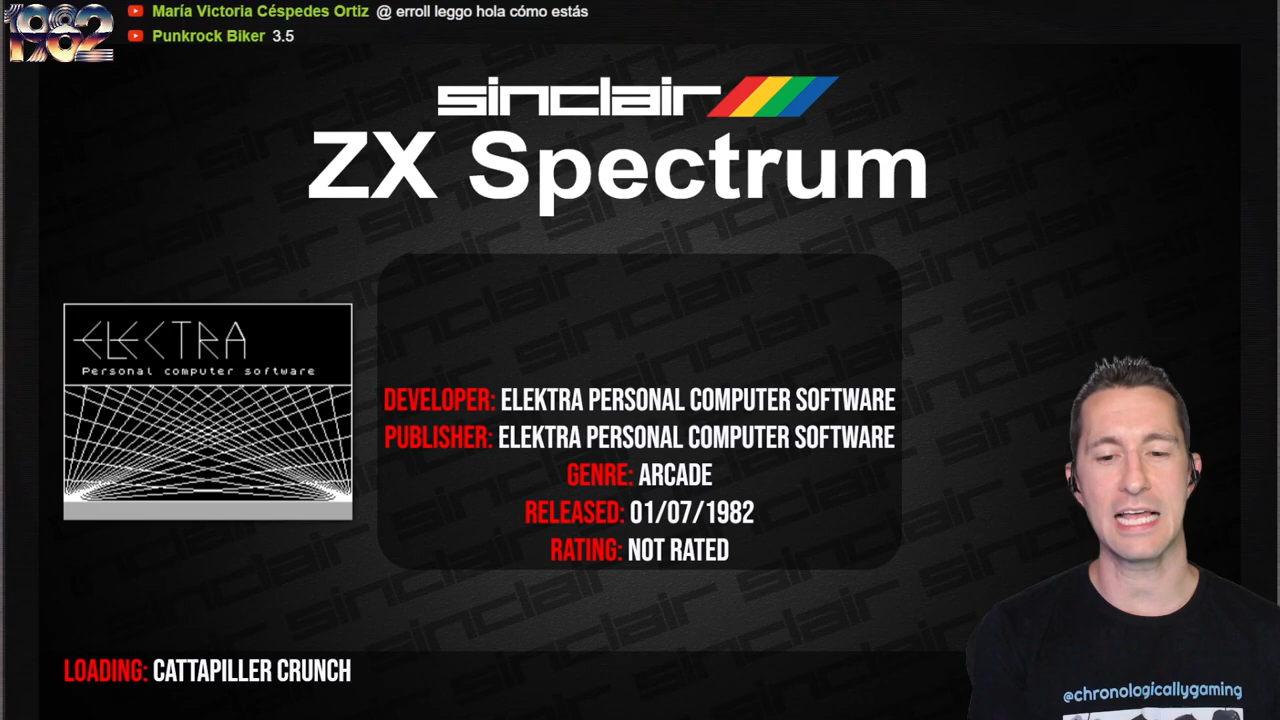 1982
María Victoria Céspedes Ortiz @ erroll leggo hola cómo estás
Punkrock Biker 3.5
sinclair
ZX Spectrum
ELECTRA
Personal computer software
DEVELOPER: ELEKTRA PERSONAL COMPUTER SOFTWARE
PUBLISHER: ELEKTRA PERSONAL COMPUTER SOFTWARE
GENRE: ARCADE
RELEASED: 01/07/1982
RATING: NOT RATED
LOADING: CATTAPILLER CRUNCH
@chronologicallygaming